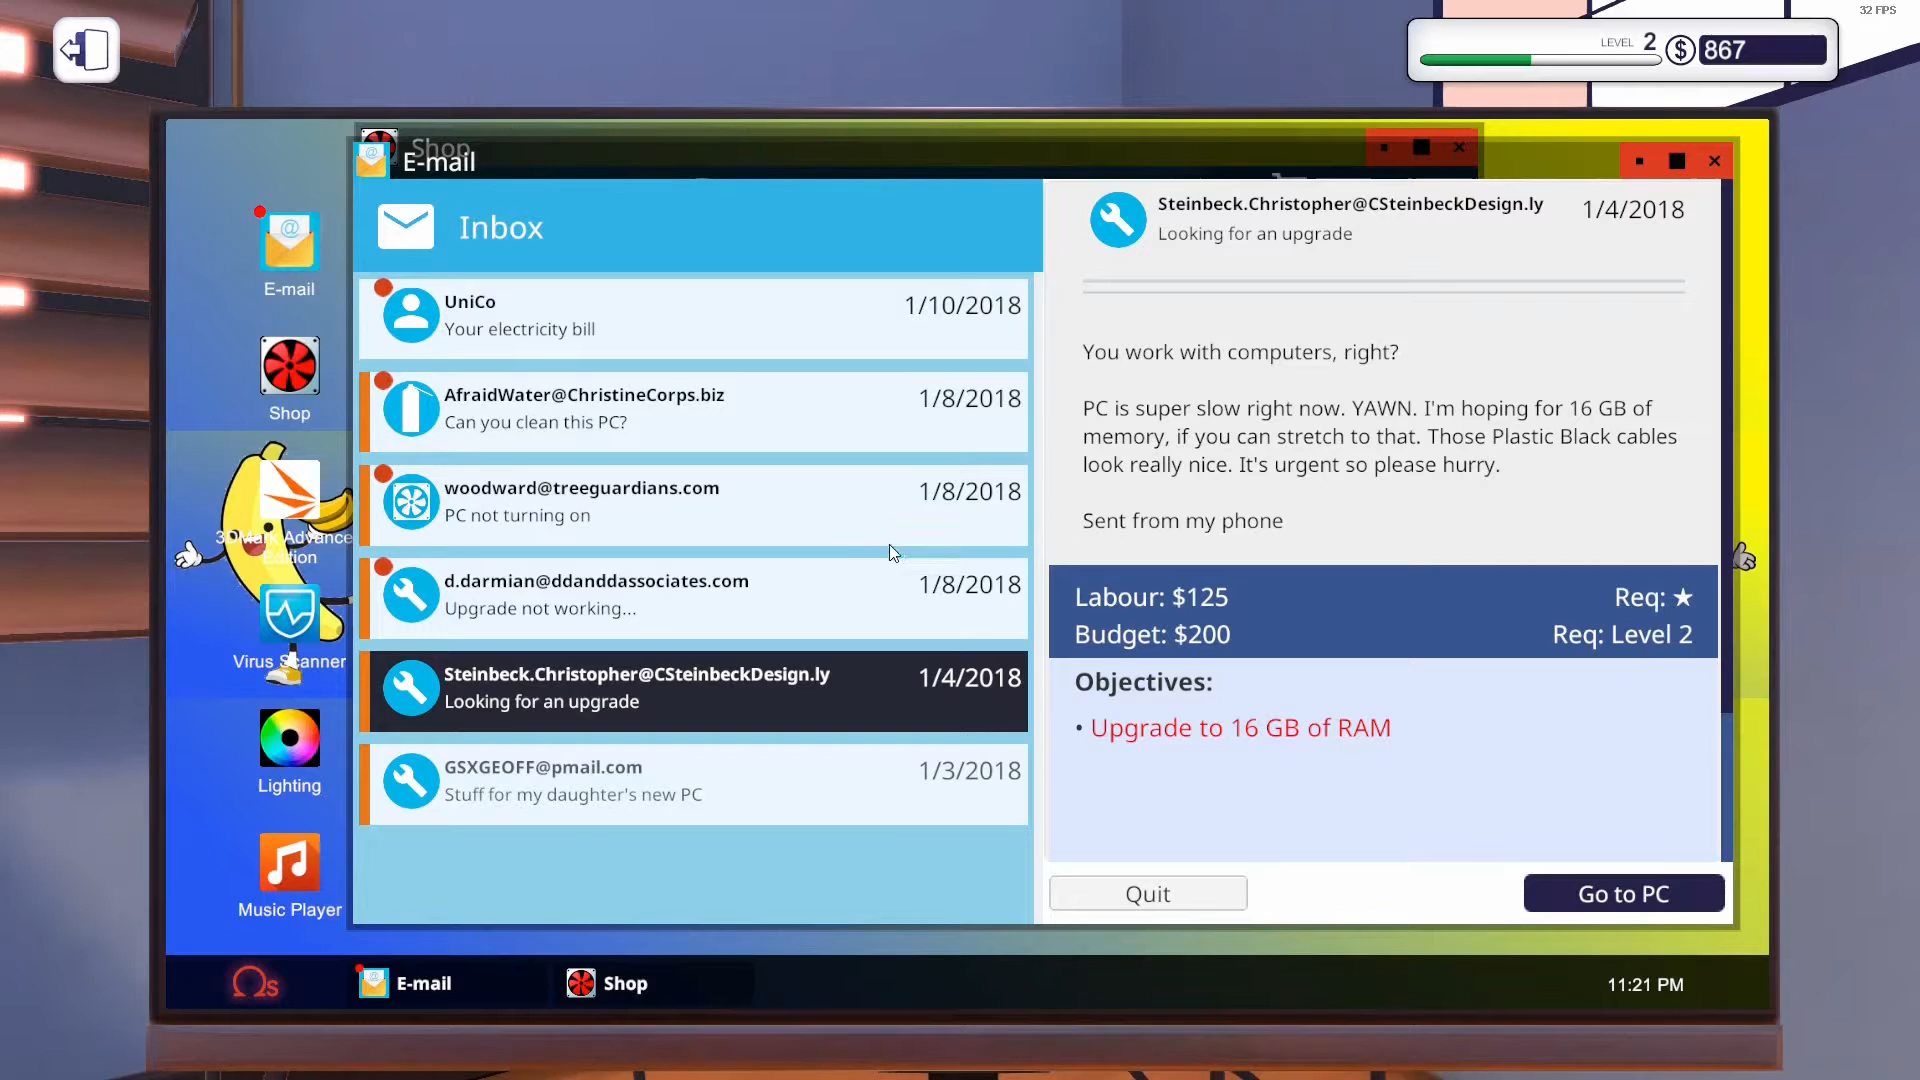 32 FPS
LEVEL 2
$ 867
Shop
E-mail
Inbox
UniCo
1/10/2018
Your electricity bill
AfraidWater@ChristineCorps.biz
1/8/2018
Can you clean this PC?
woodward@treeguardians.com
1/8/2018
PC not turning on
d.darmian@ddanddassociates.com
1/8/2018
Upgrade not working...
Steinbeck.Christopher@CSteinbeckDesign.ly
1/4/2018
Looking for an upgrade
GSXGEOFF@pmail.com
1/3/2018
Stuff for my daughter's new PC
Steinbeck.Christopher@CSteinbeckDesign.ly
1/4/2018
Looking for an upgrade
You work with computers, right?
PC is super slow right now. YAWN. I'm hoping for 16 GB of
memory, if you can stretch to that. Those Plastic Black cables
look really nice. It's urgent so please hurry.
Sent from my phone
Labour: $125
Req: ★
Budget: $200
Req: Level 2
Objectives:
• Upgrade to 16 GB of RAM
Quit
Go to PC
E-mail
Shop
3DMark Advance
Edition
Virus Scanner
Lighting
Music Player
Ωs
E-mail
Shop
11:21 PM